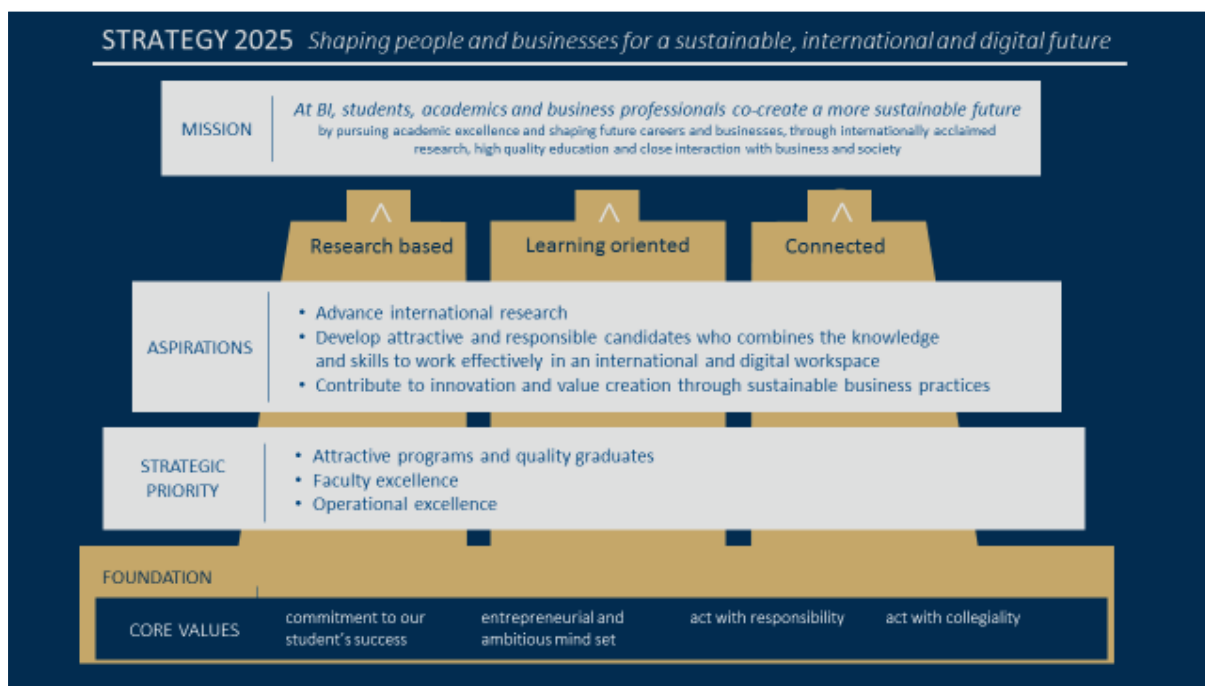 STRATEGY 2025 Shaping people and businesses for a sustainable, international and digital future
MISSION
At BI, students, academics and business professionals co-create a more sustainable future
by pursuing academic excellence and shaping future careers and businesses, through internationally acclaimed
research, high quality education and close interaction with business and society
Research based
Learning oriented
Connected
ASPIRATIONS
• Advance international research
• Develop attractive and responsible candidates who combines the knowledge
and skills to work effectively in an international and digital workspace
• Contribute to innovation and value creation through sustainable business practices
STRATEGIC
PRIORITY
• Attractive programs and quality graduates
• Faculty excellence
• Operational excellence
FOUNDATION
CORE VALUES
commitment to our
student's success
entrepreneurial and
ambitious mind set
act with responsibility
act with collegiality